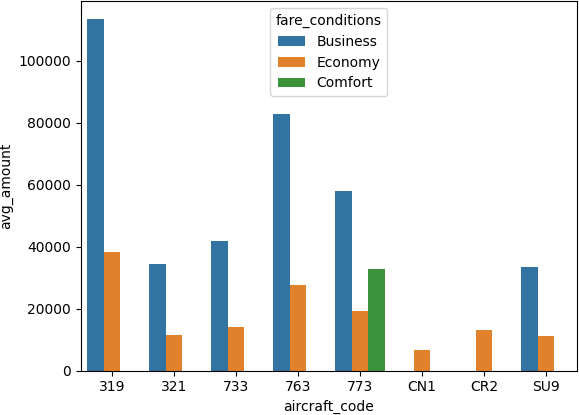 fare_conditions
Business
Economy
Comfort
100000
80000
60000
40000
20000
0
avg_amount
319 321 733 763 773 CN1 CR2 SU9
aircraft_code